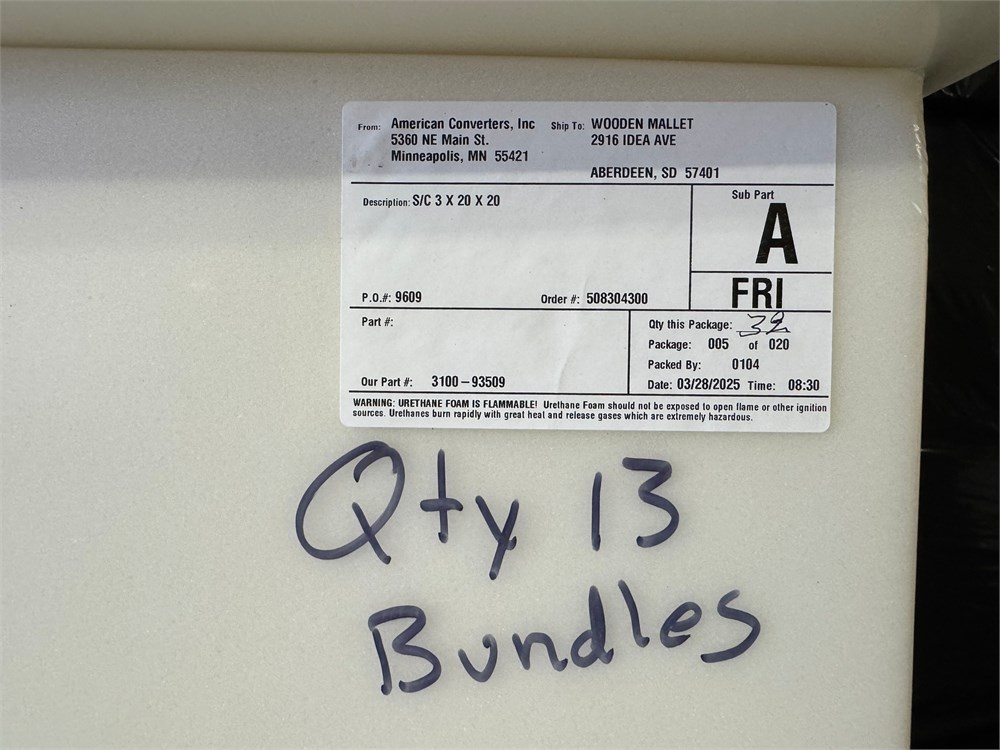 From: American Converters, Inc
5360 NE Main St.
Minneapolis, MN 55421
Ship To: WOODEN MALLET
2916 IDEA AVE
ABERDEEN, SD 57401
Description: S/C 3 X 20 X 20
Sub Part
A
FRI
P.O.#: 9609 Order #: 508304300
Part #:
Our Part #: 3100-93509
Qty this Package:
Package: 005 of 020
Packed By: 0104
Date: 03/28/2025 Time: 08:30
WARNING: URETHANE FOAM IS FLAMMABLE! Urethane Foam should not be exposed to open flame or other ignition
sources. Urethanes burn rapidly with great heat and release gases which are extremely hazardous.
Qty 13
Bundles